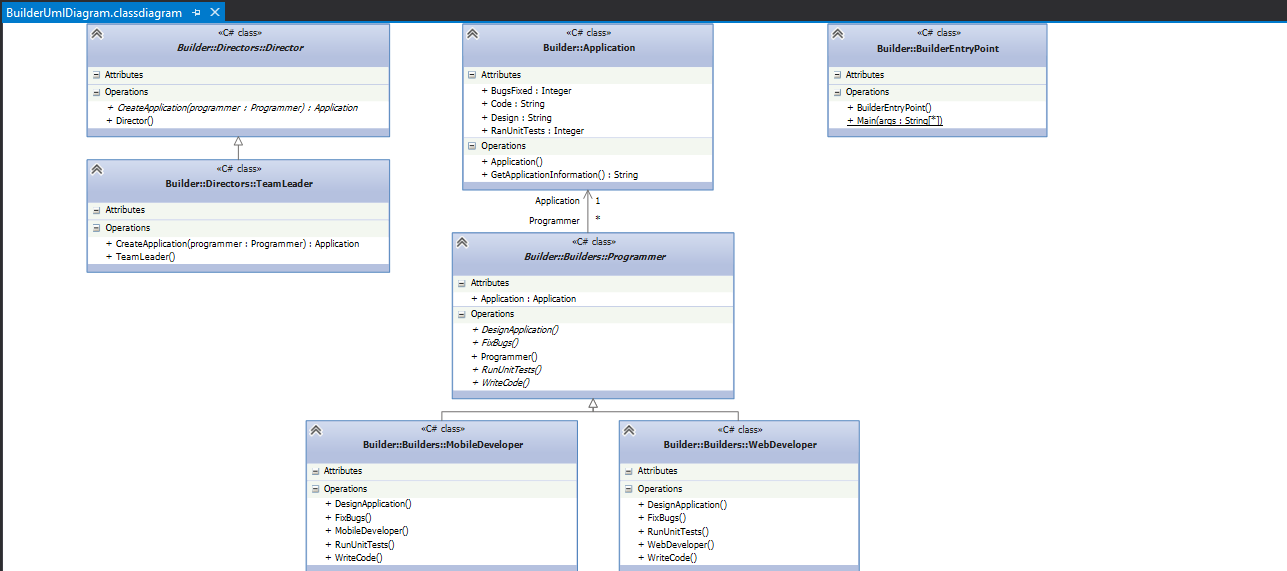 BuilderUmlDiagram.classdiagram
«C# class»
Builder::Directors::Director
Attributes
Operations
+ CreateApplication(programmer : Programmer) : Application
+ Director()
«C# class»
Builder::Directors::TeamLeader
Attributes
Operations
+ CreateApplication(programmer : Programmer) : Application
+ TeamLeader()
«C# class»
Builder::Application
Attributes
+ BugsFixed : Integer
+ Code : String
+ Design : String
+ RanUnitTests : Integer
Operations
+ Application()
+ GetApplicationInformation() : String
«C# class»
Builder::BuilderEntryPoint
Attributes
Operations
+ BuilderEntryPoint()
+ Main(args : String[*])
Application 1
Programmer *
«C# class»
Builder::Builders::Programmer
Attributes
+ Application : Application
Operations
+ DesignApplication()
+ FixBugs()
+ Programmer()
+ RunUnitTests()
+ WriteCode()
«C# class»
Builder::Builders::MobileDeveloper
Attributes
Operations
+ DesignApplication()
+ FixBugs()
+ MobileDeveloper()
+ RunUnitTests()
+ WriteCode()
«C# class»
Builder::Builders::WebDeveloper
Attributes
Operations
+ DesignApplication()
+ FixBugs()
+ RunUnitTests()
+ WebDeveloper()
+ WriteCode()